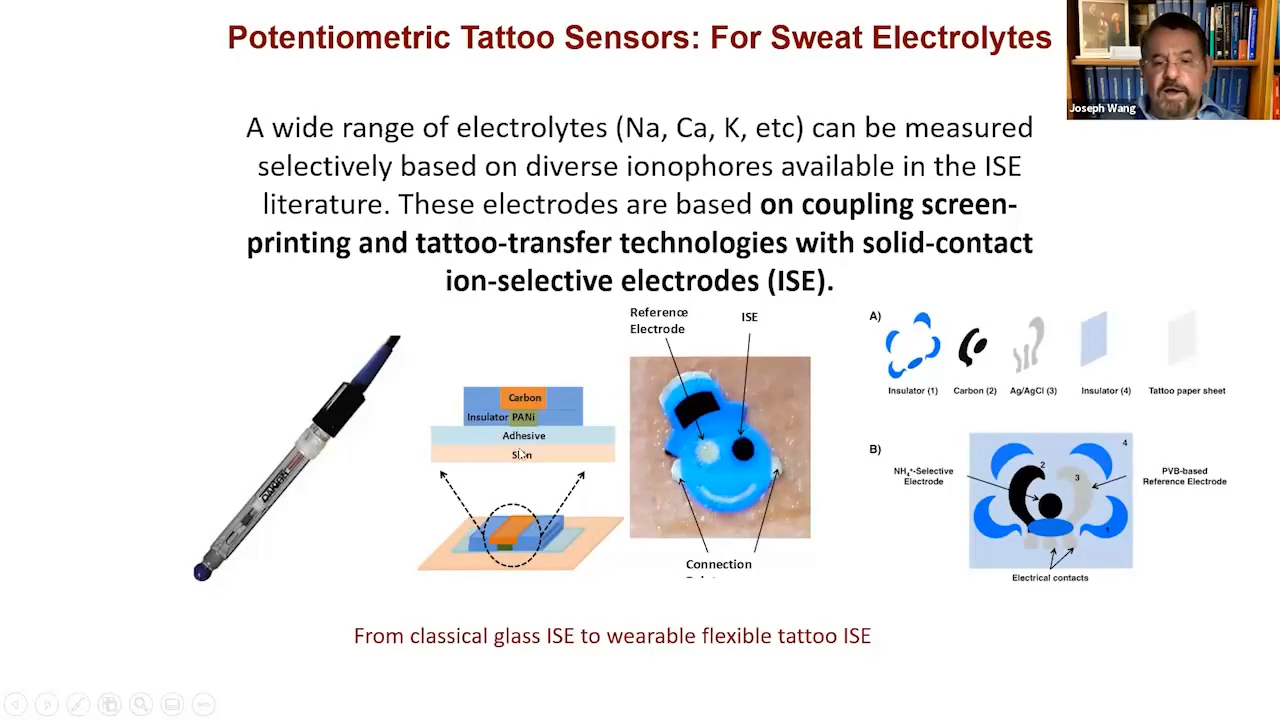 Potentiometric Tattoo Sensors: For Sweat Electrolytes
Joseph Wang
A wide range of electrolytes (Na, Ca, K, etc) can be measured
selectively based on diverse ionophores available in the ISE
literature. These electrodes are based on coupling screen-
printing and tattoo-transfer technologies with solid-contact
ion-selective electrodes (ISE).
Carbon
Insulator PANi
Adhesive
Skin
Reference
Electrode
ISE
Connection
A)
Insulator (1)
Carbon (2)
Ag/AgCl (3)
Insulator (4)
Tattoo paper sheet
B)
NH₄⁺-Selective
Electrode
1
2
3
4
PVB-based
Reference Electrode
Electrical contacts
From classical glass ISE to wearable flexible tattoo ISE